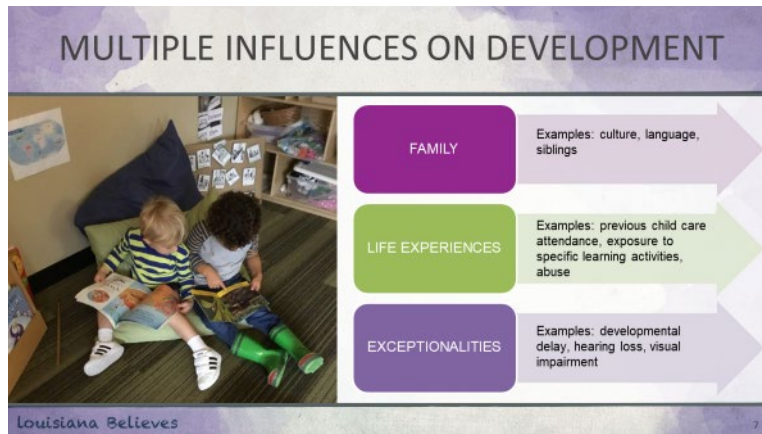 MULTIPLE INFLUENCES ON DEVELOPMENT
FAMILY
Examples: culture, language,
siblings
LIFE EXPERIENCES
Examples: previous child care
attendance, exposure to
specific learning activities,
abuse
EXCEPTIONALITIES
Examples: developmental
delay, hearing loss, visual
impairment
Louisiana Believes
7